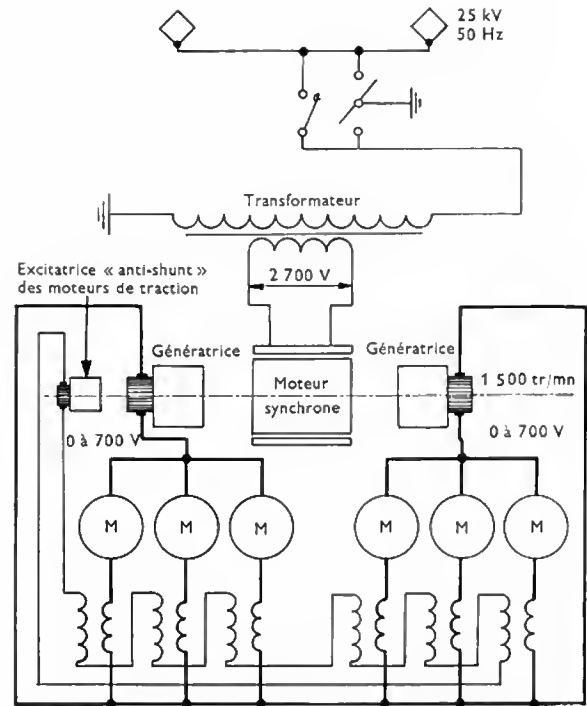 25 kV
50 Hz
Transformateur
Excitatrice « anti-shunt »
des moteurs de traction
2 700 V
Génératrice
Génératrice
Moteur
synchrone
1 500 tr/mn
0 à 700 V
0 à 700 V
M
M
M
M
M
M